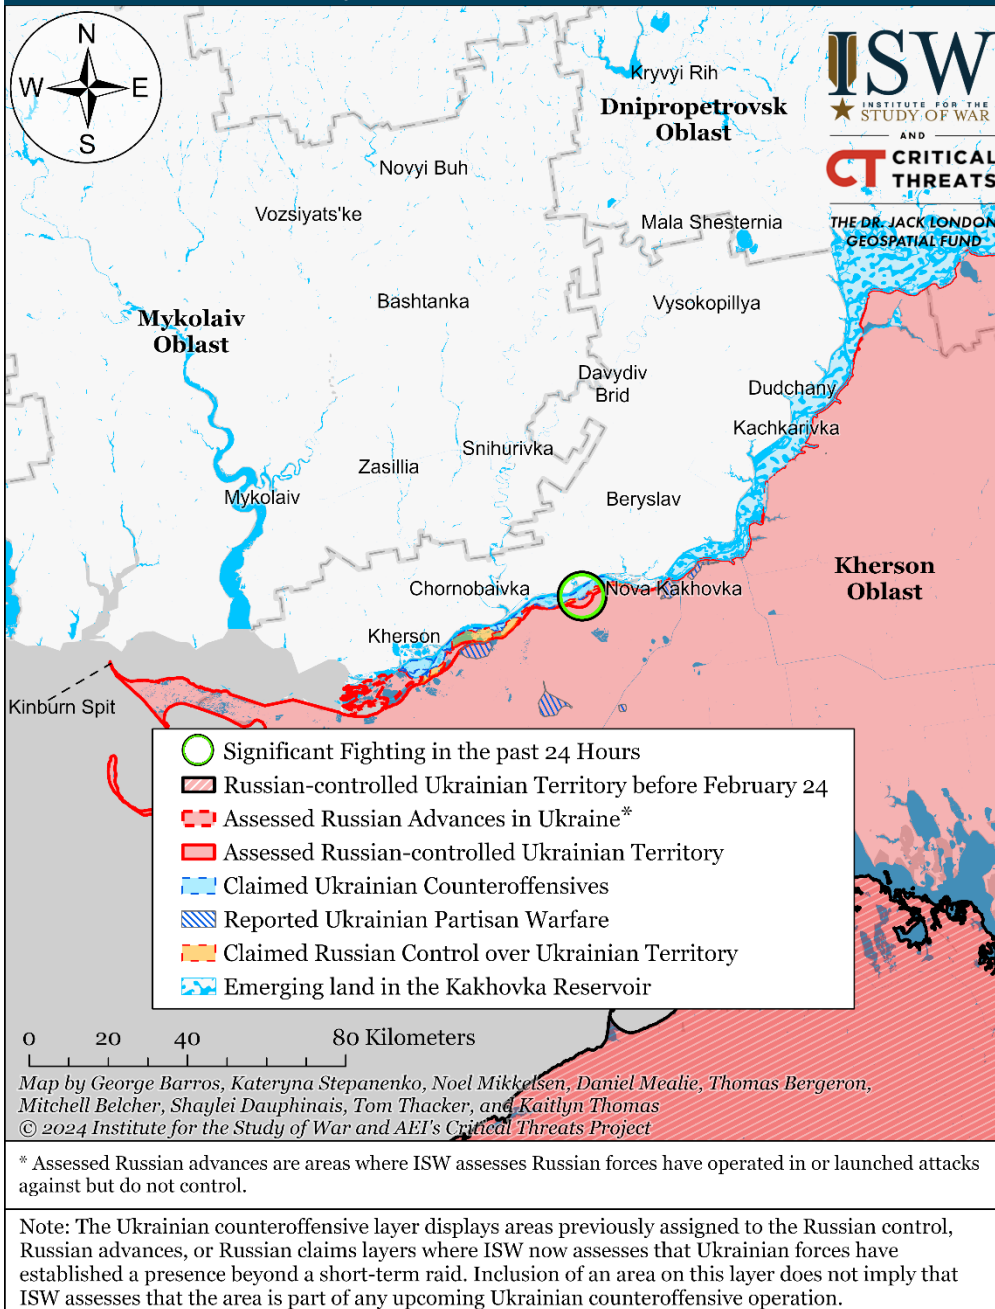 N
W
E
S
ISW
INSTITUTE FOR THE
STUDY OF WAR
AND
CT CRITICAL
THREATS
THE DR. JACK LONDON
GEOSPATIAL FUND
Kryvyi Rih
Dnipropetrovsk
Oblast
Novyi Buh
Vozsiyats'ke
Mala Shesternia
Bashtanka
Vysokopillya
Mykolaiv
Oblast
Davydiv
Brid
Dudchany
Kachkarivka
Snihurivka
Zasillia
Mykolaiv
Beryslav
Kherson
Oblast
Chornobaivka
Nova Kakhovka
Kherson
Kinburn Spit
Significant Fighting in the past 24 Hours
Russian-controlled Ukrainian Territory before February 24
Assessed Russian Advances in Ukraine*
Assessed Russian-controlled Ukrainian Territory
Claimed Ukrainian Counteroffensives
Reported Ukrainian Partisan Warfare
Claimed Russian Control over Ukrainian Territory
Emerging land in the Kakhovka Reservoir
0 20 40 80 Kilometers
Map by George Barros, Kateryna Stepanenko, Noel Mikkelsen, Daniel Mealie, Thomas Bergeron,
Mitchell Belcher, Shaylei Dauphinais, Tom Thacker, and Kaitlyn Thomas
© 2024 Institute for the Study of War and AEI's Critical Threats Project
* Assessed Russian advances are areas where ISW assesses Russian forces have operated in or launched attacks
against but do not control.
Note: The Ukrainian counteroffensive layer displays areas previously assigned to the Russian control,
Russian advances, or Russian claims layers where ISW now assesses that Ukrainian forces have
established a presence beyond a short-term raid. Inclusion of an area on this layer does not imply that
ISW assesses that the area is part of any upcoming Ukrainian counteroffensive operation.